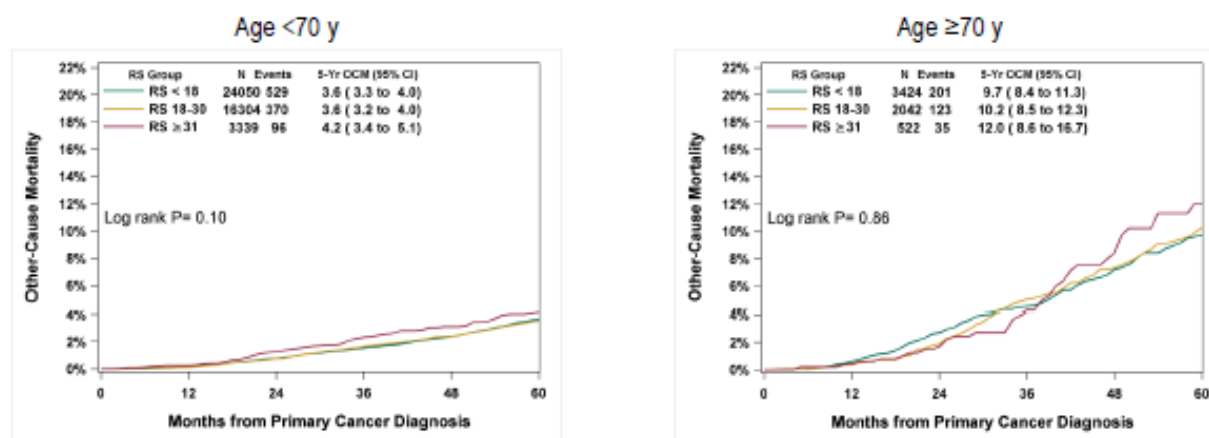 Age <70 y
22%
20%
18%
16%
14%
12%
10%
8%
6%
4%
2%
0%
Other-Cause Mortality
RS Group N Events 5-Yr OCM (95% CI)
RS < 18 24050 529 3.6 ( 3.3 to 4.0)
RS 18-30 16304 370 3.6 ( 3.2 to 4.0)
RS ≥ 31 3339 96 4.2 ( 3.4 to 5.1)
Log rank P= 0.10
0 12 24 36 48 60
Months from Primary Cancer Diagnosis
Age ≥70 y
22%
20%
18%
16%
14%
12%
10%
8%
6%
4%
2%
0%
Other-Cause Mortality
RS Group N Events 5-Yr OCM (95% CI)
RS < 18 3424 201 9.7 ( 8.4 to 11.3)
RS 18-30 2042 123 10.2 ( 8.5 to 12.3)
RS ≥ 31 522 35 12.0 ( 8.6 to 16.7)
Log rank P= 0.86
0 12 24 36 48 60
Months from Primary Cancer Diagnosis